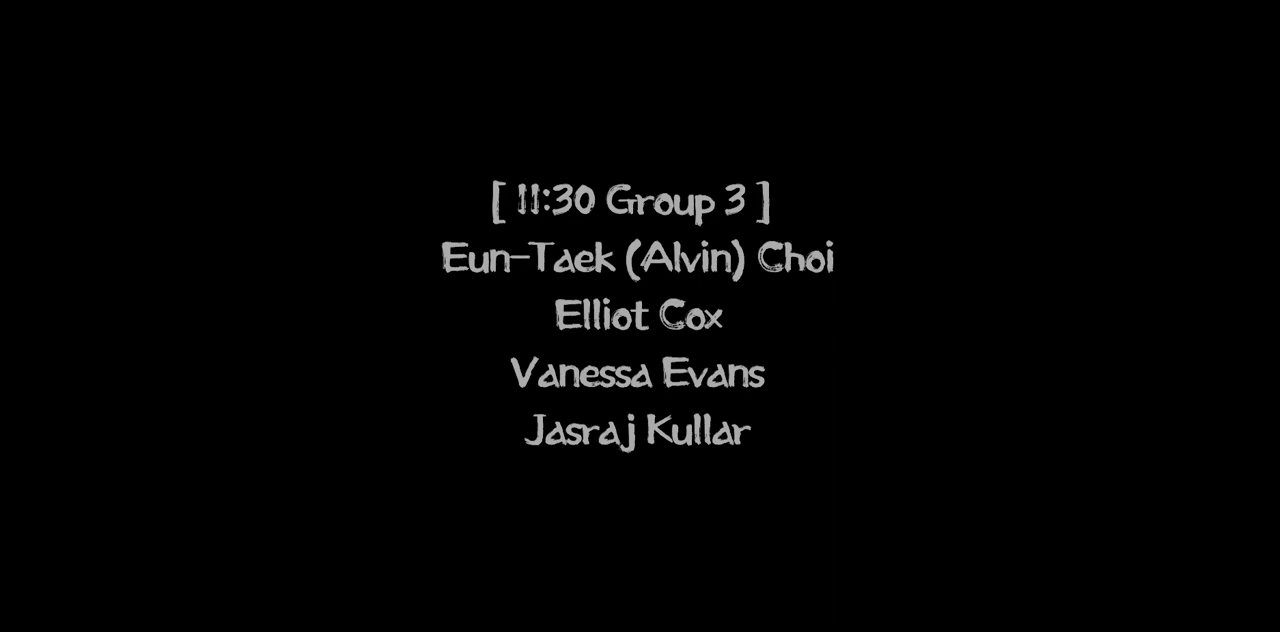 [ 11:30 Group 3 ]
Eun-Taek (Alvin) Choi
Elliot Cox
Vanessa Evans
Jasraj Kullar